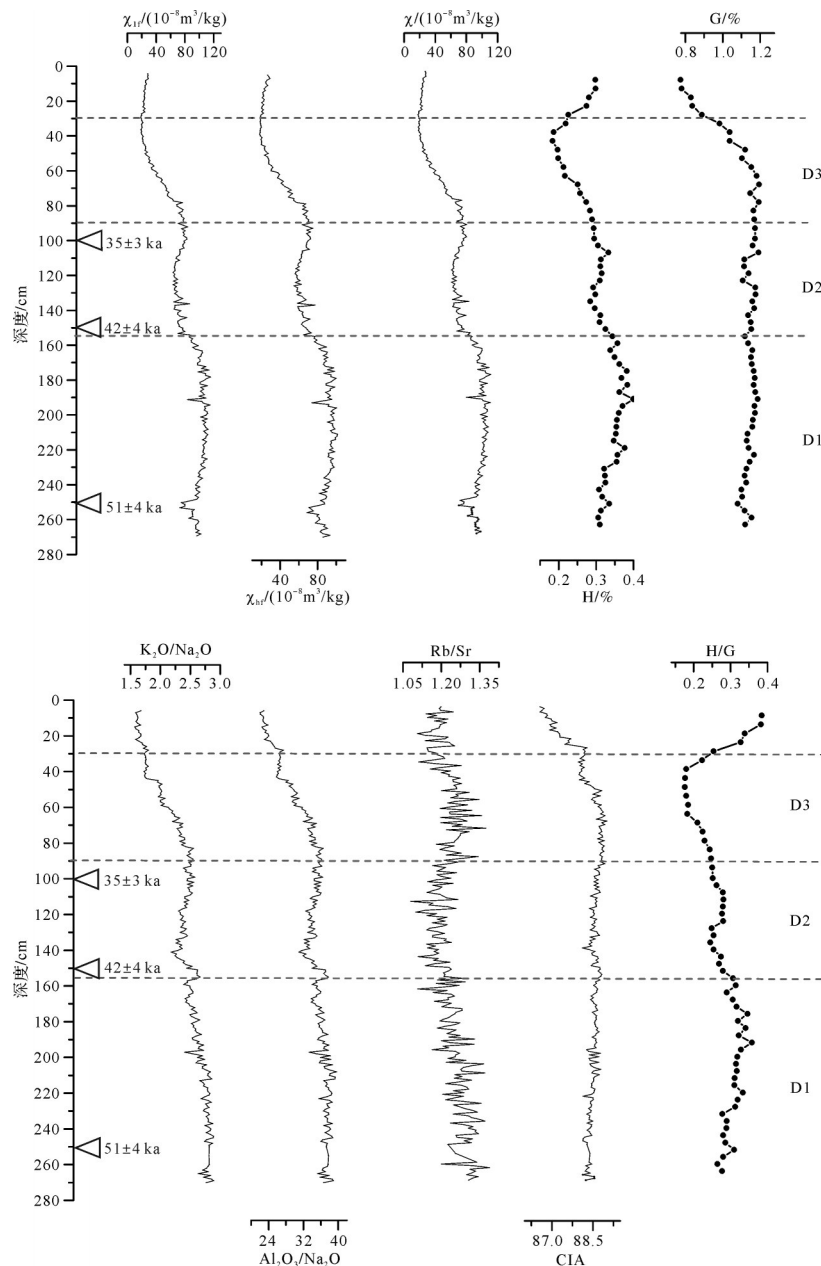 χlf/(10⁻⁸m³/kg)
0 40 80 120
χ/(10⁻⁸m³/kg)
0 40 80 120
G/%
0.8 1.0 1.2
深度/cm
0
20
40
60
80
100
120
140
160
180
200
220
240
260
280
35±3 ka
42±4 ka
51±4 ka
D3
D2
D1
40 80
χhf/(10⁻⁸m³/kg)
0.2 0.3 0.4
H/%
K₂O/Na₂O
1.5 2.0 2.5 3.0
Rb/Sr
1.05 1.20 1.35
H/G
0.2 0.3 0.4
深度/cm
0
20
40
60
80
100
120
140
160
180
200
220
240
260
280
35±3 ka
42±4 ka
51±4 ka
D3
D2
D1
24 32 40
Al₂O₃/Na₂O
87.0 88.5
CIA